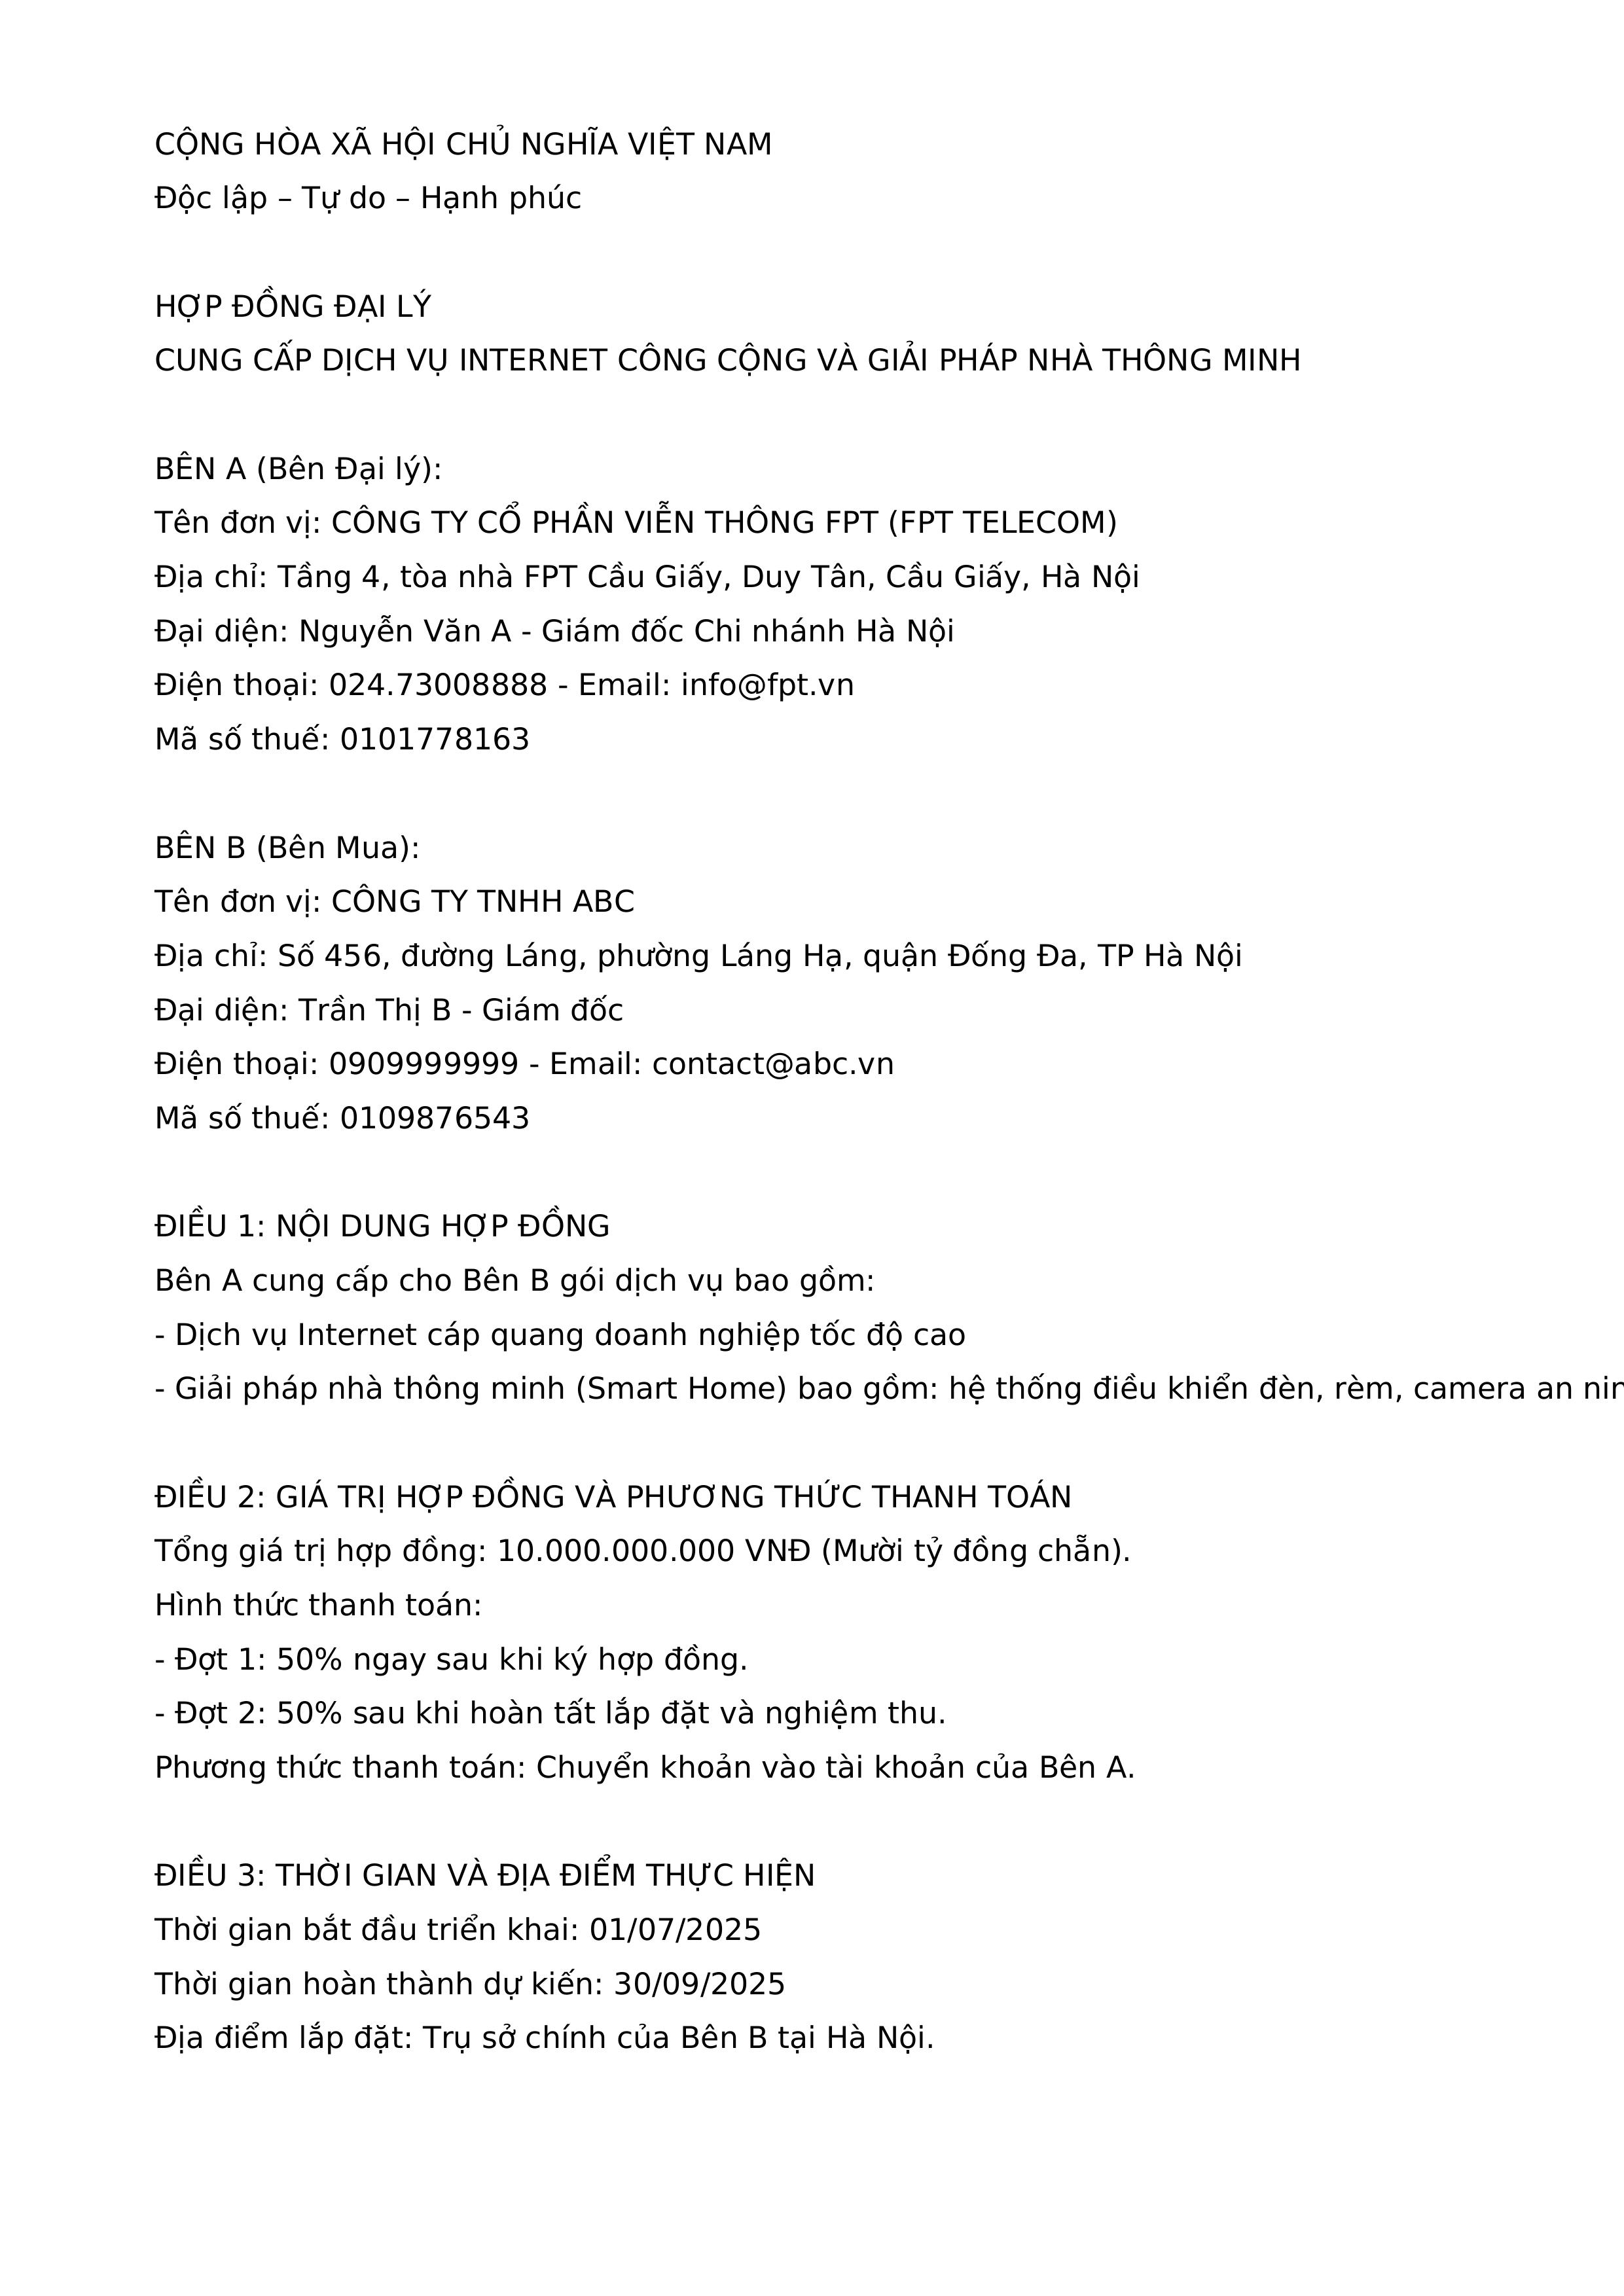 CỘNG HÒA XÃ HỘI CHỦ NGHĨA VIỆT NAM
Độc lập – Tự do – Hạnh phúc
HỢP ĐỒNG ĐẠI LÝ
CUNG CẤP DỊCH VỤ INTERNET CÔNG CỘNG VÀ GIẢI PHÁP NHÀ THÔNG MINH
BÊN A (Bên Đại lý):
Tên đơn vị: CÔNG TY CỔ PHẦN VIỄN THÔNG FPT (FPT TELECOM)
Địa chỉ: Tầng 4, tòa nhà FPT Cầu Giấy, Duy Tân, Cầu Giấy, Hà Nội
Đại diện: Nguyễn Văn A - Giám đốc Chi nhánh Hà Nội
Điện thoại: 024.73008888 - Email: info@fpt.vn
Mã số thuế: 0101778163
BÊN B (Bên Mua):
Tên đơn vị: CÔNG TY TNHH ABC
Địa chỉ: Số 456, đường Láng, phường Láng Hạ, quận Đống Đa, TP Hà Nội
Đại diện: Trần Thị B - Giám đốc
Điện thoại: 0909999999 - Email: contact@abc.vn
Mã số thuế: 0109876543
ĐIỀU 1: NỘI DUNG HỢP ĐỒNG
Bên A cung cấp cho Bên B gói dịch vụ bao gồm:
- Dịch vụ Internet cáp quang doanh nghiệp tốc độ cao
- Giải pháp nhà thông minh (Smart Home) bao gồm: hệ thống điều khiển đèn, rèm, camera an
ĐIỀU 2: GIÁ TRỊ HỢP ĐỒNG VÀ PHƯƠNG THỨC THANH TOÁN
Tổng giá trị hợp đồng: 10.000.000.000 VNĐ (Mười tỷ đồng chẵn).
Hình thức thanh toán:
- Đợt 1: 50% ngay sau khi ký hợp đồng.
- Đợt 2: 50% sau khi hoàn tất lắp đặt và nghiệm thu.
Phương thức thanh toán: Chuyển khoản vào tài khoản của Bên A.
ĐIỀU 3: THỜI GIAN VÀ ĐỊA ĐIỂM THỰC HIỆN
Thời gian bắt đầu triển khai: 01/07/2025
Thời gian hoàn thành dự kiến: 30/09/2025
Địa điểm lắp đặt: Trụ sở chính của Bên B tại Hà Nội.